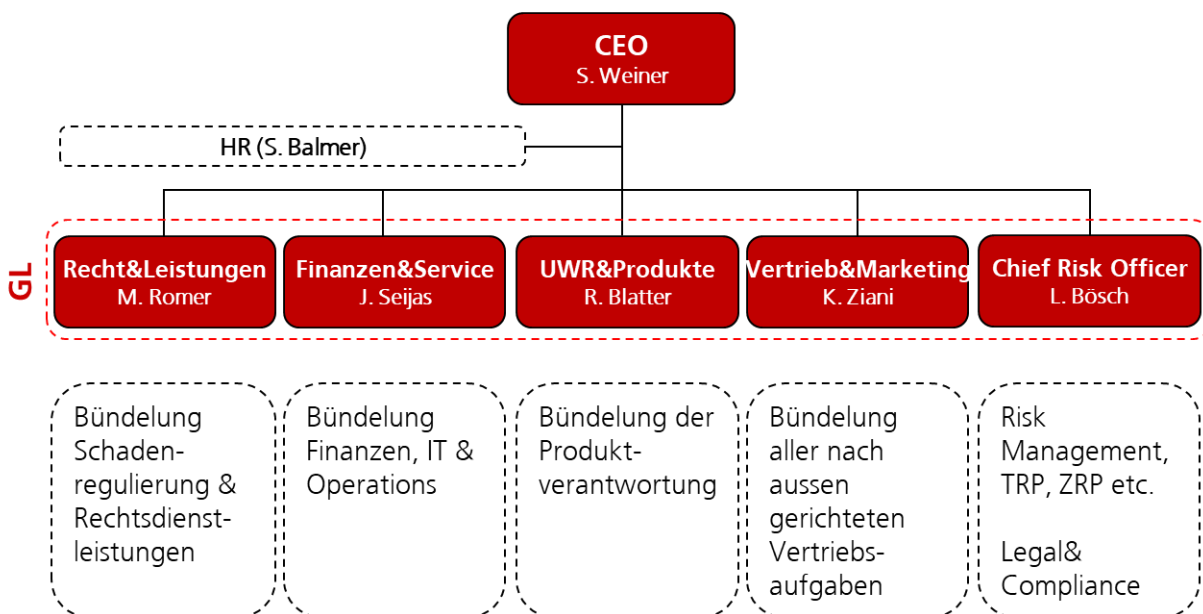 CEO
S. Weiner
HR (S. Balmer)
GL
Recht&Leistungen
M. Romer
Finanzen&Service
J. Seijas
UWR&Produkte
R. Blatter
Vertrieb&Marketing
K. Ziani
Chief Risk Officer
L. Bösch
Bündelung
Schaden-
regulierung &
Rechtsdienst-
leistungen
Bündelung
Finanzen, IT &
Operations
Bündelung der
Produkt-
verantwortung
Bündelung
aller nach
aussen
gerichteten
Vertriebs-
aufgaben
Risk
Management,
TRP, ZRP etc.
Legal&
Compliance